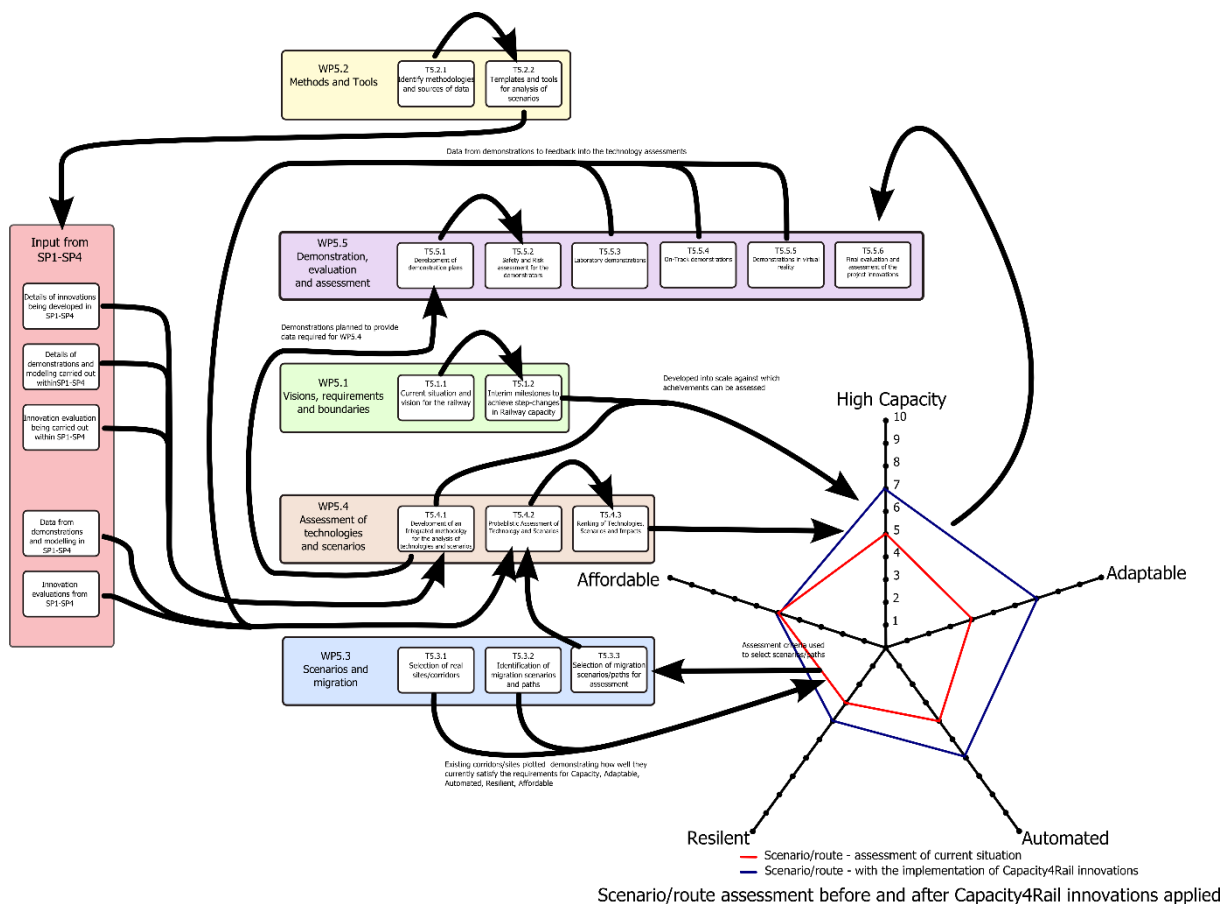 WP5.2
Methods and Tools
T5.2.1
Identify methodologies
and sources of data
T5.2.2
Templates and tools
for analysis of
scenarios
Data from demonstrations to feedback into the technology assessments
Input from
SP1-SP4
Details of innovations
being developed in
SP1-SP4
Details of
demonstrations and
modeling carried out
withinSP1-SP4
Innovation evaluation
being carried out
within SP1-SP4
Data from
demonstrations
and modelling in
SP1-SP4
Innovation
evaluations from
SP1-SP4
WP5.5
Demonstration,
evaluation
and assessment
T5.5.1
Development of
demonstration plans
T5.5.2
Safety and Risk
assessment for the
demonstrators
T5.5.3
Laboratory demonstrations
T5.5.4
On-Track demonstrations
T5.5.5
Demonstrations in virtual
reality
T5.5.6
Final evaluation and
assessment of the
project innovations
Demonstrations planned to provide
data required for WP5.4
WP5.1
Visions, requirements
and boundaries
T5.1.1
Current situation and
vision for the railway
T5.1.2
Interim milestones to
achieve step-changes
in Railway capacity
Developed into scale against which
acheivements can be assessed
WP5.4
Assessment of
technologies
and scenarios
T5.4.1
Development of an
Integrated methodolgy
for the analysis of
technologies and scenarios
T5.4.2
Probablistic Assessment of
Technology and Scenarios
T5.4.3
Ranking of Technologies,
Scenarios and Impacts
WP5.3
Scenarios and
migration
T5.3.1
Selection of real
sites/corridors
T5.3.2
Identification of
migration scenarios
and paths
T5.3.3
Selection of migration
scenarios/paths for
assessment
Assessment criteria used
to select scenarios/paths
Existing corridors/sites plotted demonstrating how well they
currently satisfy the requirements for Capacity, Adaptable,
Automated, Resilient, Affordable
High Capacity
10
9
8
7
6
5
4
3
2
1
Affordable
Adaptable
Resilent
Automated
Scenario/route - assessment of current situation
Scenario/route - with the implementation of Capacity4Rail innovations
Scenario/route assessment before and after Capacity4Rail innovations applied